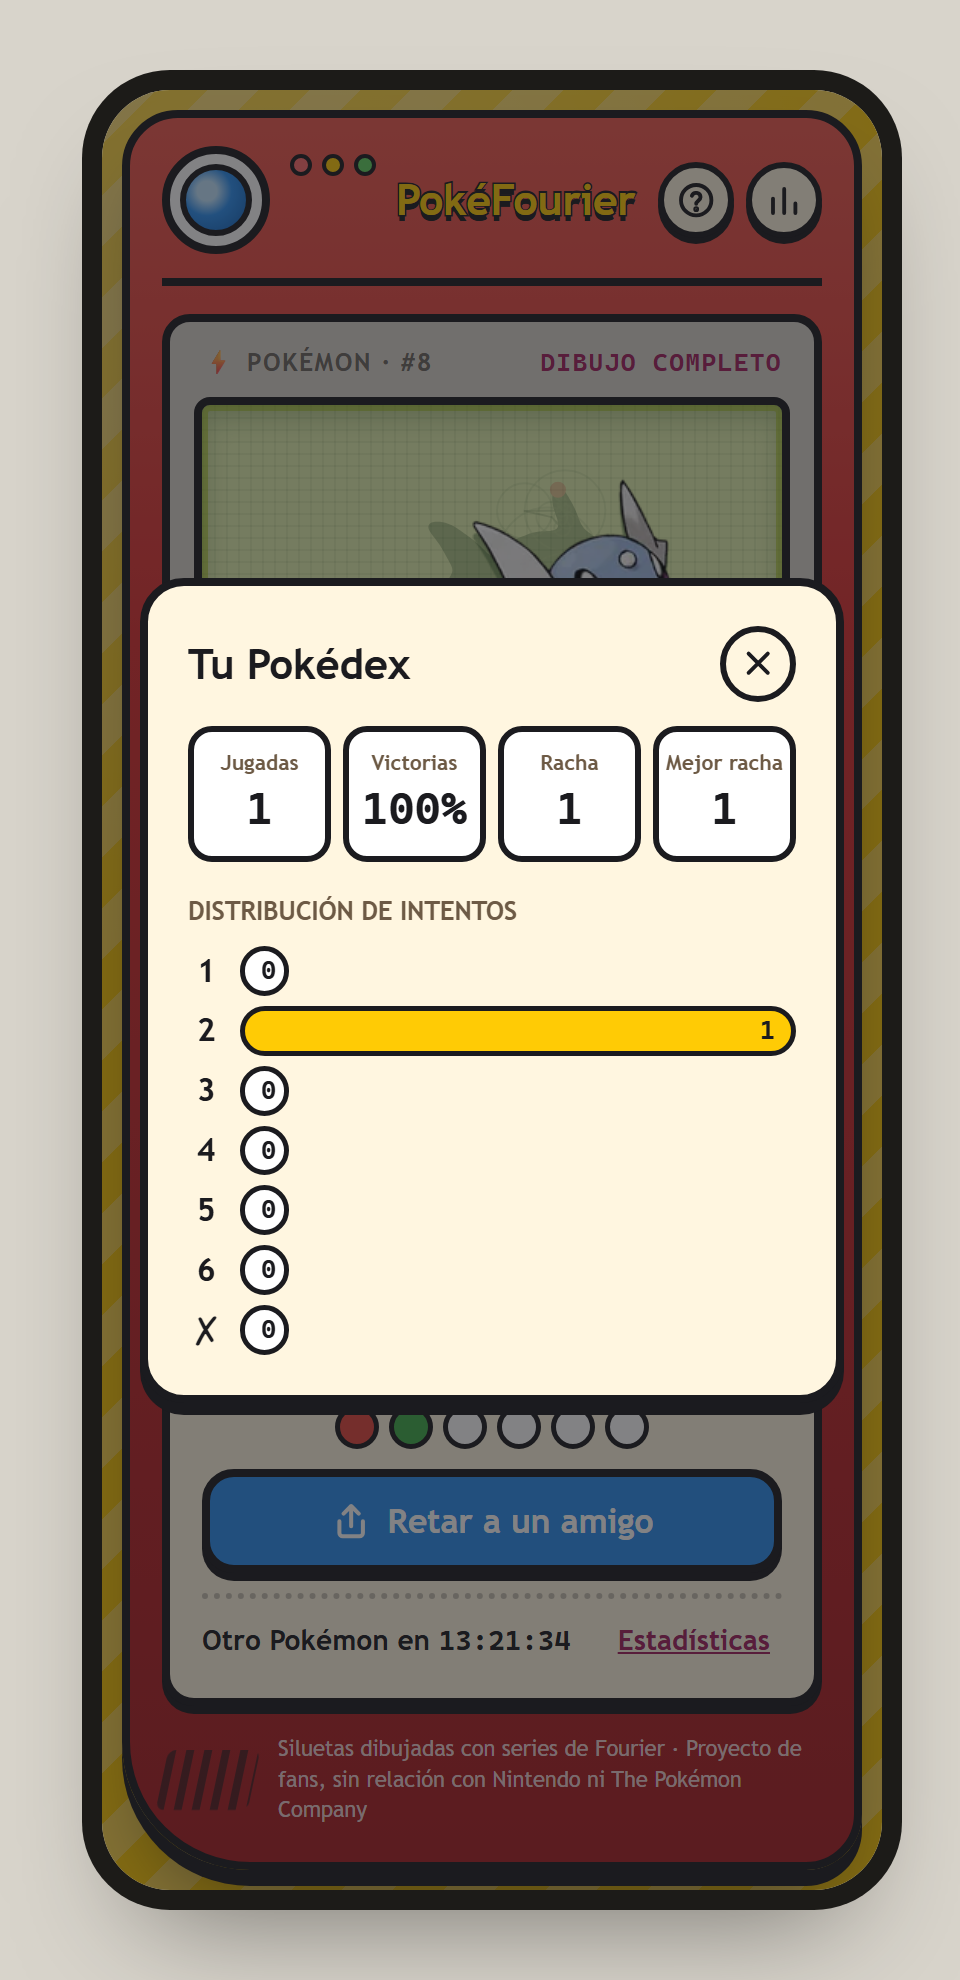 PokéFourier
POKÉMON · #8
DIBUJO COMPLETO
Tu Pokédex
Jugadas
1
Victorias
100%
Racha
1
Mejor racha
1
DISTRIBUCIÓN DE INTENTOS
1 0
2 1
3 0
4 0
5 0
6 0
X 0
Retar a un amigo
Otro Pokémon en 13:21:34
Estadísticas
Siluetas dibujadas con series de Fourier · Proyecto de
fans, sin relación con Nintendo ni The Pokémon
Company